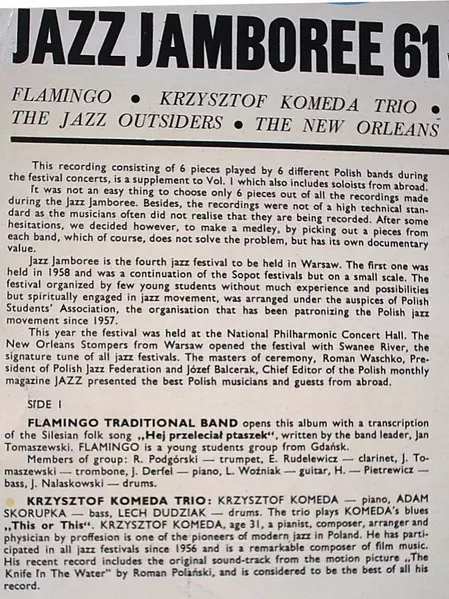 JAZZ JAMBOREE 61
FLAMINGO ● KRZYSZTOF KOMEDA TRIO ●
THE JAZZ OUTSIDERS ● THE NEW ORLEANS
This recording consisting of 6 pieces played by 6 different Polish bands during
the festival concerts, is a supplement to Vol. I which also includes soloists from abroad.
It was not an easy thing to choose only 6 pieces out of all the recordings made
during the Jazz Jamboree. Besides, the recordings were not of a high technical stan-
dard as the musicians often did not realise that they are being recorded. After some
hesitations, we decided however, to make a medley, by picking out a pieces from
each band, which of course, does not solve the problem, but has its own documentary
value.
Jazz Jamboree is the fourth jazz festival to be held in Warsaw. The first one was
held in 1958 and was a continuation of the Sopot festivals but on a small scale. The
festival organized by few young students without much experience and possibilities
but spiritually engaged in jazz movement, was arranged under the auspices of Polish
Students' Association, the organisation that has been patronizing the Polish jazz
movement since 1957.
This year the festival was held at the National Philharmonic Concert Hall. The
New Orleans Stompers from Warsaw opened the festival with Swanee River, the
signature tune of all jazz festivals. The masters of ceremony, Roman Waschko, Pre-
sident of Polish Jazz Federation and Józef Balcerak, Chief Editor of the Polish monthly
magazine JAZZ presented the best Polish musicians and guests from abroad.
SIDE I
FLAMINGO TRADITIONAL BAND opens this album with a transcription
of the Silesian folk song „Hej przeleciał ptaszek", written by the band leader, Jan
Tomaszewski. FLAMINGO is a young students group from Gdańsk.
Members of group: R. Podgórski — trumpet, E. Rudelewicz — clarinet, J. To-
maszewski — trombone, J. Derfel — piano, L. Woźniak — guitar, H. — Pietrewicz —
bass, J. Nalaskowski — drums.
KRZYSZTOF KOMEDA TRIO: KRZYSZTOF KOMEDA — piano, ADAM
SKORUPKA — bass, LECH DUDZIAK — drums. The trio plays KOMEDA's blues
„This or This". KRZYSZTOF KOMEDA, age 31, a pianist, composer, arranger and
physician by proffesion is one of the pioneers of modern jazz in Poland. He has parti-
cipated in all jazz festivals since 1956 and is a remarkable composer of film music.
His recent record includes the original sound-track from the motion picture „The
Knife In The Water" by Roman Polański, and is considered to be the best of all his
record.